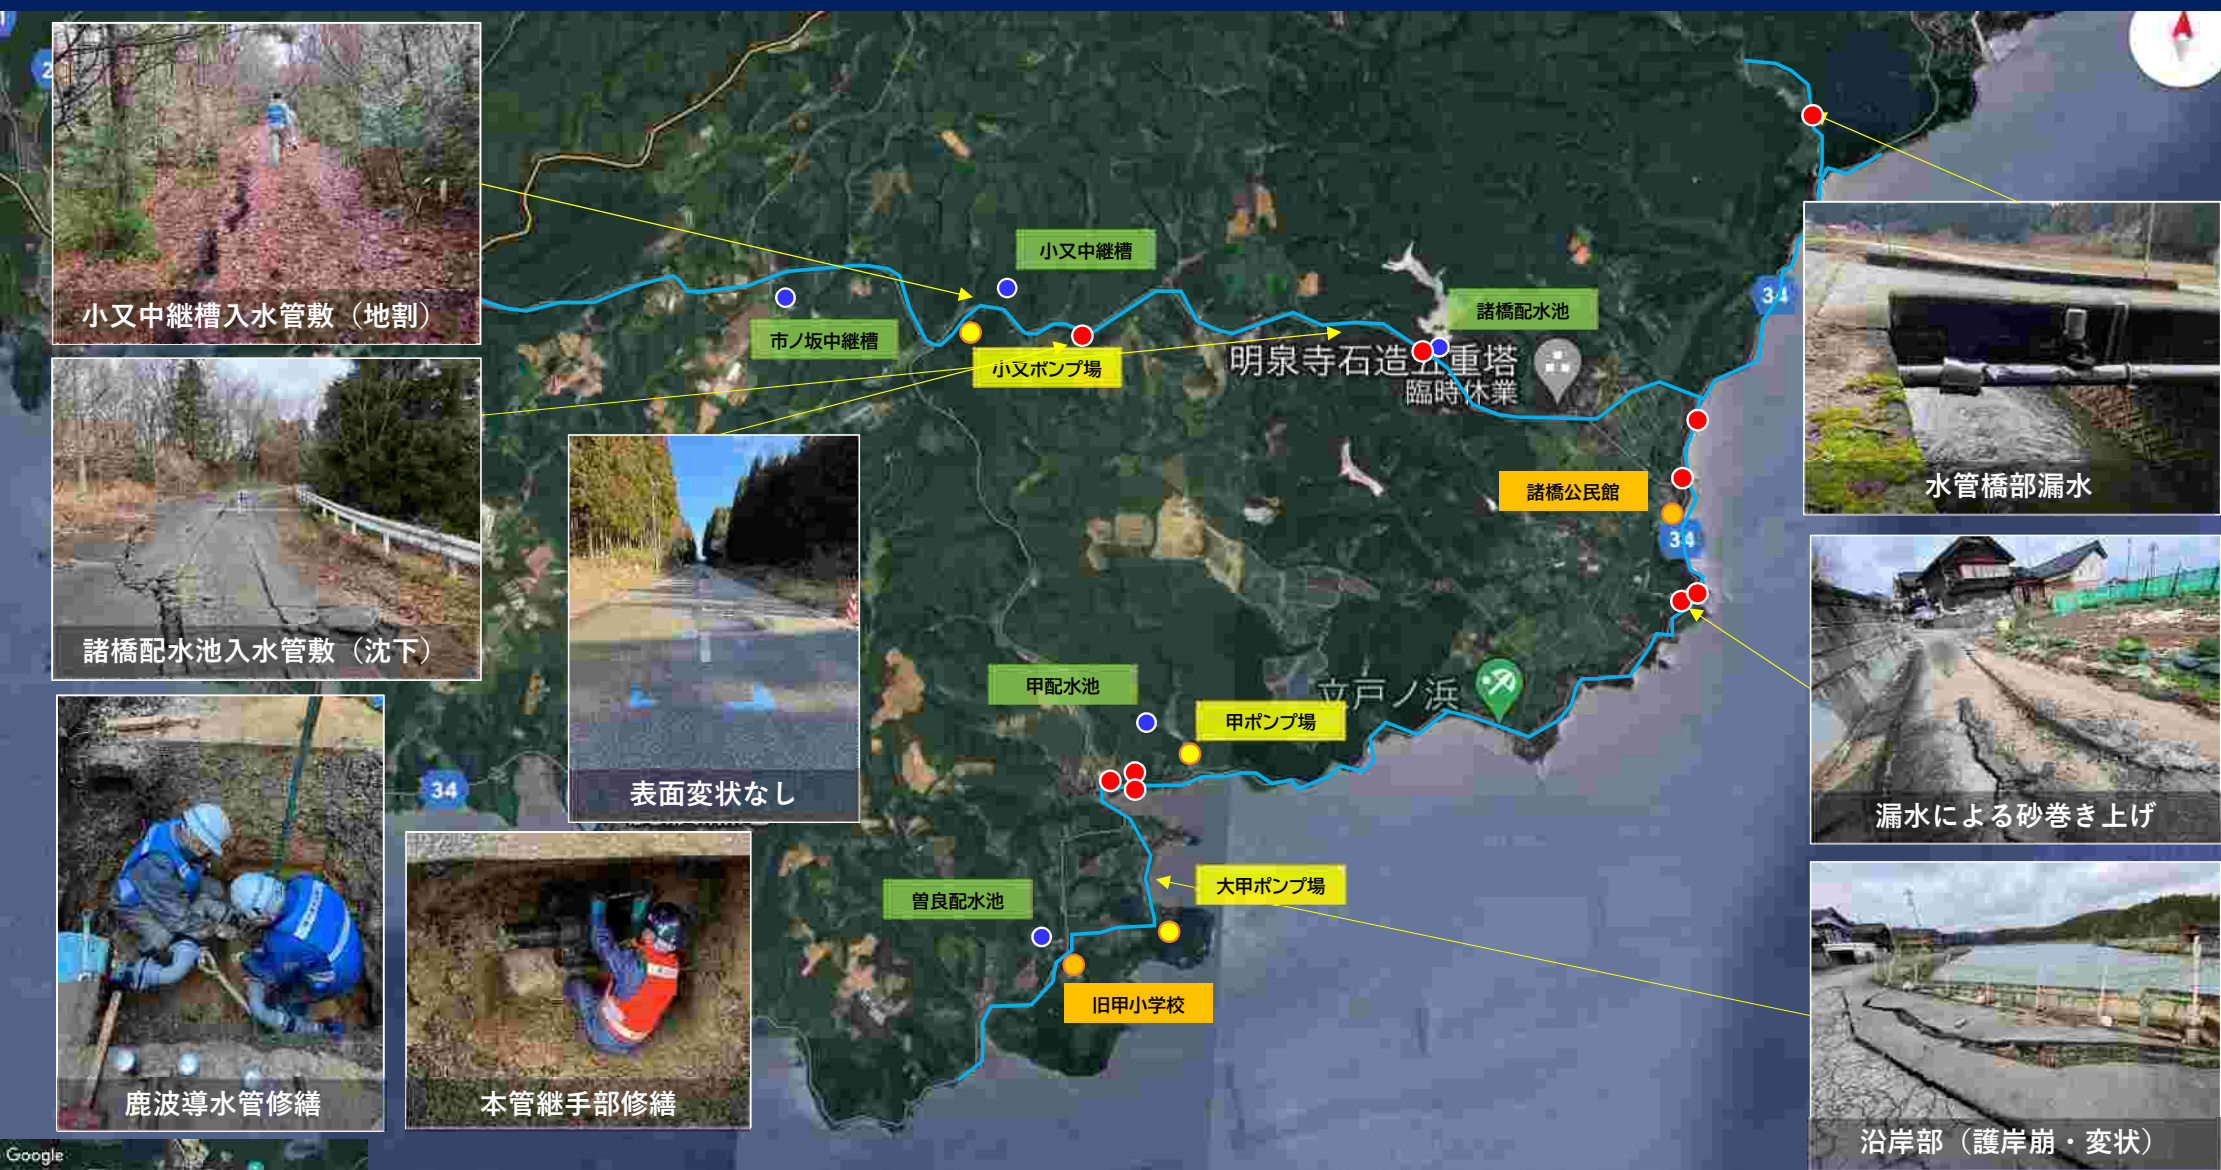 小又中継槽入水管敷（地割）
小又中継槽
34
諸橋配水池
市ノ坂中継槽
小又ポンプ場
明泉寺石造五重塔
臨時休業
水管橋部漏水
諸橋公民館
34
諸橋配水池入水管敷（沈下）
甲配水池
立戸ノ浜
甲ポンプ場
34
表面変状なし
漏水による砂巻き上げ
大甲ポンプ場
曽良配水池
旧甲小学校
鹿波導水管修繕
本管継手部修繕
沿岸部（護岸崩・変状）
Google